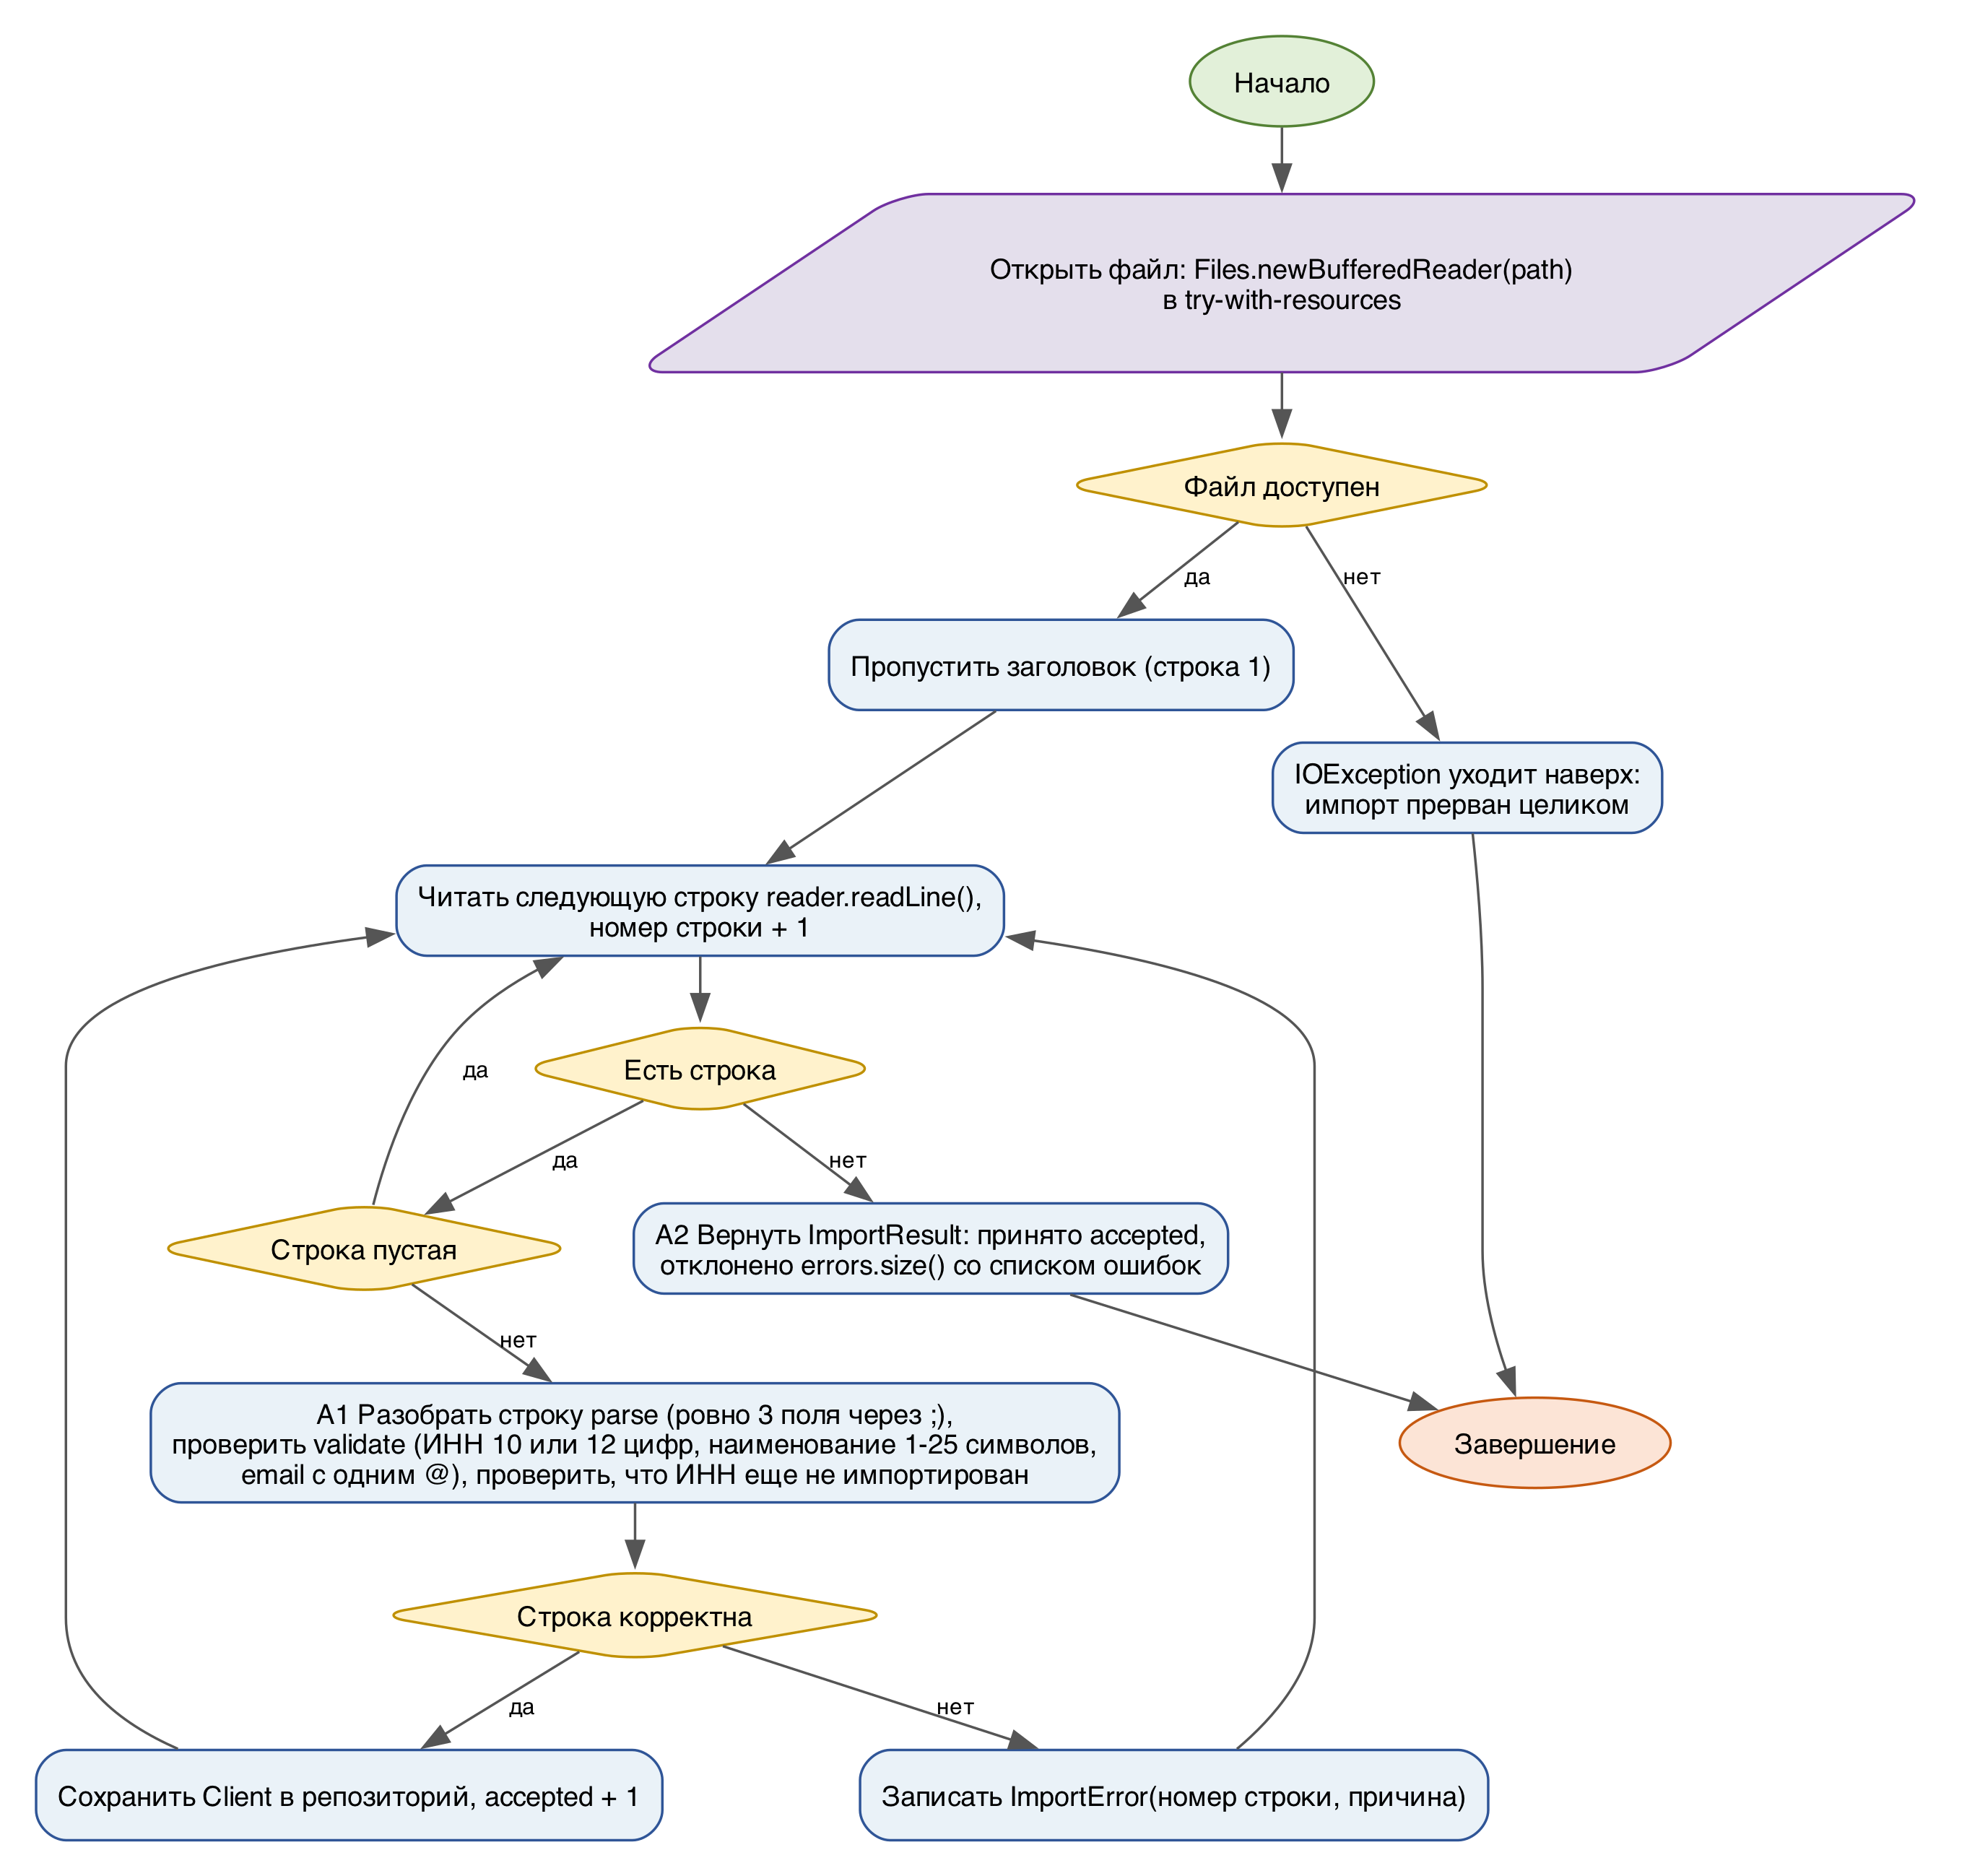 Начало
Открыть файл: Files.newBufferedReader(path)
в try-with-resources
Файл доступен
да
нет
Пропустить заголовок (строка 1)
IOException уходит наверх:
импорт прерван целиком
Читать следующую строку reader.readLine(),
номер строки + 1
Есть строка
да
да
нет
Строка пустая
A2 Вернуть ImportResult: принято accepted,
отклонено errors.size() со списком ошибок
нет
A1 Разобрать строку parse (ровно 3 поля через ;),
проверить validate (ИНН 10 или 12 цифр, наименование 1-25 символов,
email с одним @), проверить, что ИНН еще не импортирован
Завершение
Строка корректна
да
нет
Сохранить Client в репозиторий, accepted + 1
Записать ImportError(номер строки, причина)